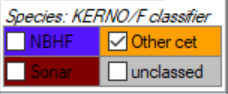 Species: KERNO/F classifier
NBHF Other cet
Sonar unclassed